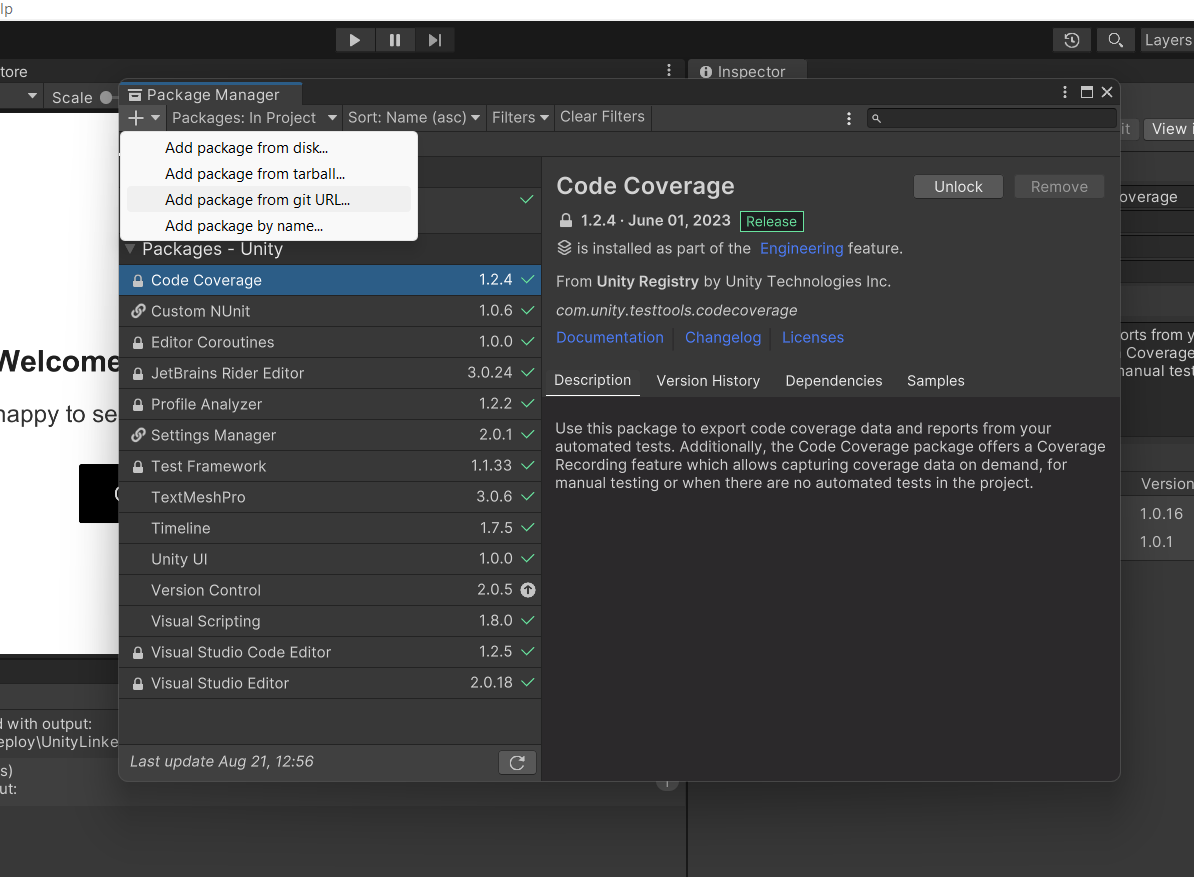 lp
Layers
tore
Inspector
Scale
Package Manager
Packages: In Project
Sort: Name (asc)
Filters
Clear Filters
it
View i
Add package from disk...
Add package from tarball...
Add package from git URL...
Add package by name...
Packages - Unity
Code Coverage 1.2.4
Custom NUnit 1.0.6
Editor Coroutines 1.0.0
JetBrains Rider Editor 3.0.24
Profile Analyzer 1.2.2
Settings Manager 2.0.1
Test Framework 1.1.33
TextMeshPro 3.0.6
Timeline 1.7.5
Unity UI 1.0.0
Version Control 2.0.5
Visual Scripting 1.8.0
Visual Studio Code Editor 1.2.5
Visual Studio Editor 2.0.18
Last update Aug 21, 12:56
Code Coverage
Unlock
Remove
1.2.4 · June 01, 2023 Release
is installed as part of the Engineering feature.
From Unity Registry by Unity Technologies Inc.
com.unity.testtools.codecoverage
Documentation
Changelog
Licenses
Description
Version History
Dependencies
Samples
Use this package to export code coverage data and reports from your
automated tests. Additionally, the Code Coverage package offers a Coverage
Recording feature which allows capturing coverage data on demand, for
manual testing or when there are no automated tests in the project.
overage
orts from y
Coverage
manual test
Version
1.0.16
1.0.1
Welcome
happy to se
d with output:
eploy\UnityLinke
s)
ut: